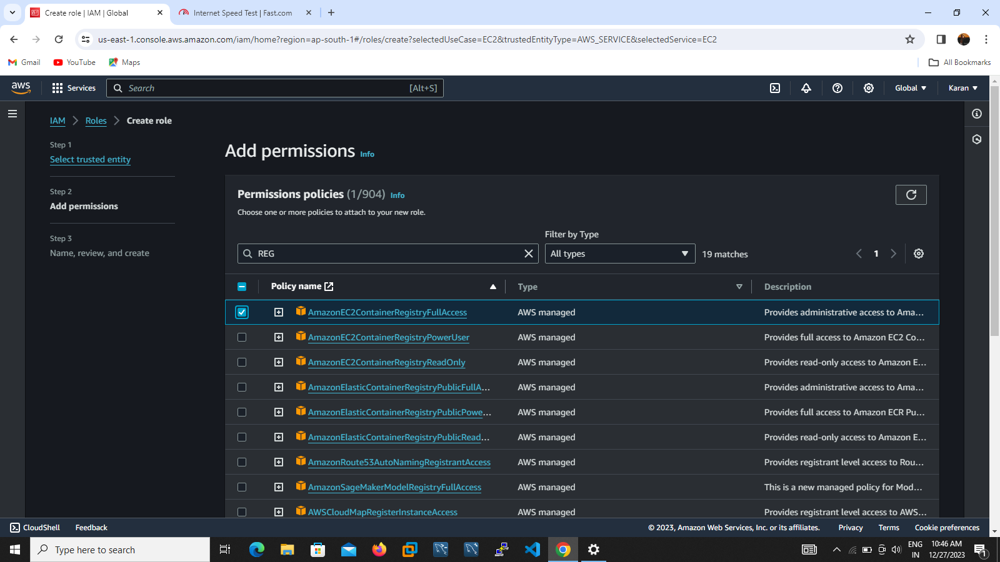 Create role | IAM | Global
Internet Speed Test | Fast.com
us-east-1.console.aws.amazon.com/iam/home?region=ap-south-1#/roles/create?selectedUseCase=EC2&trustedEntityType=AWS_SERVICE&selectedService=EC2
Gmail YouTube Maps All Bookmarks
aws Services Search [Alt+S] Global Karan
IAM Roles Create role
Step 1
Select trusted entity
Step 2
Add permissions
Step 3
Name, review, and create
Add permissions Info
Permissions policies (1/904) Info
Choose one or more policies to attach to your new role.
Filter by Type
REG All types 19 matches 1
Policy name Type Description
AmazonEC2ContainerRegistryFullAccess AWS managed Provides administrative access to Ama...
AmazonEC2ContainerRegistryPowerUser AWS managed Provides full access to Amazon EC2 Co...
AmazonEC2ContainerRegistryReadOnly AWS managed Provides read-only access to Amazon E...
AmazonElasticContainerRegistryPublicFullA... AWS managed Provides administrative access to Ama...
AmazonElasticContainerRegistryPublicPowe... AWS managed Provides full access to Amazon ECR Pu...
AmazonElasticContainerRegistryPublicRead... AWS managed Provides read-only access to Amazon E...
AmazonRoute53AutoNamingRegistrantAccess AWS managed Provides registrant level access to Rou...
AmazonSageMakerModelRegistryFullAccess AWS managed This is a new managed policy for Mod...
AWSCloudMapRegisterInstanceAccess AWS managed Provides registrant level access to AWS...
CloudShell Feedback © 2023, Amazon Web Services, Inc. or its affiliates. Privacy Terms Cookie preferences
Type here to search
ENG
IN
10:46 AM
12/27/2023
1